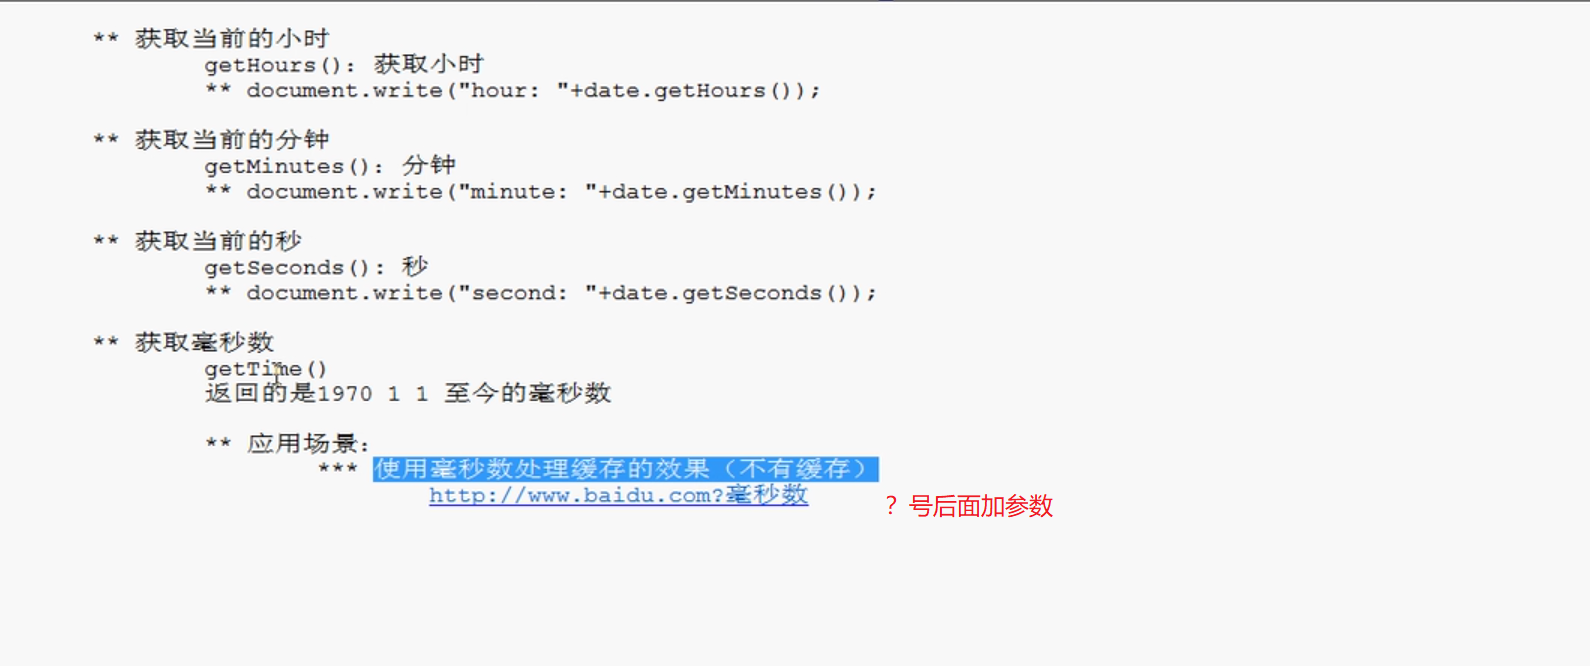 ** 获取当前的小时
getHours(): 获取小时
** document.write("hour: "+date.getHours());
** 获取当前的分钟
getMinutes(): 分钟
** document.write("minute: "+date.getMinutes());
** 获取当前的秒
getSeconds(): 秒
** document.write("second: "+date.getSeconds());
** 获取毫秒数
getTime()
返回的是1970 1 1 至今的毫秒数
** 应用场景:
*** 使用毫秒数处理缓存的效果（不有缓存）
http://www.baidu.com?毫秒数
？号后面加参数